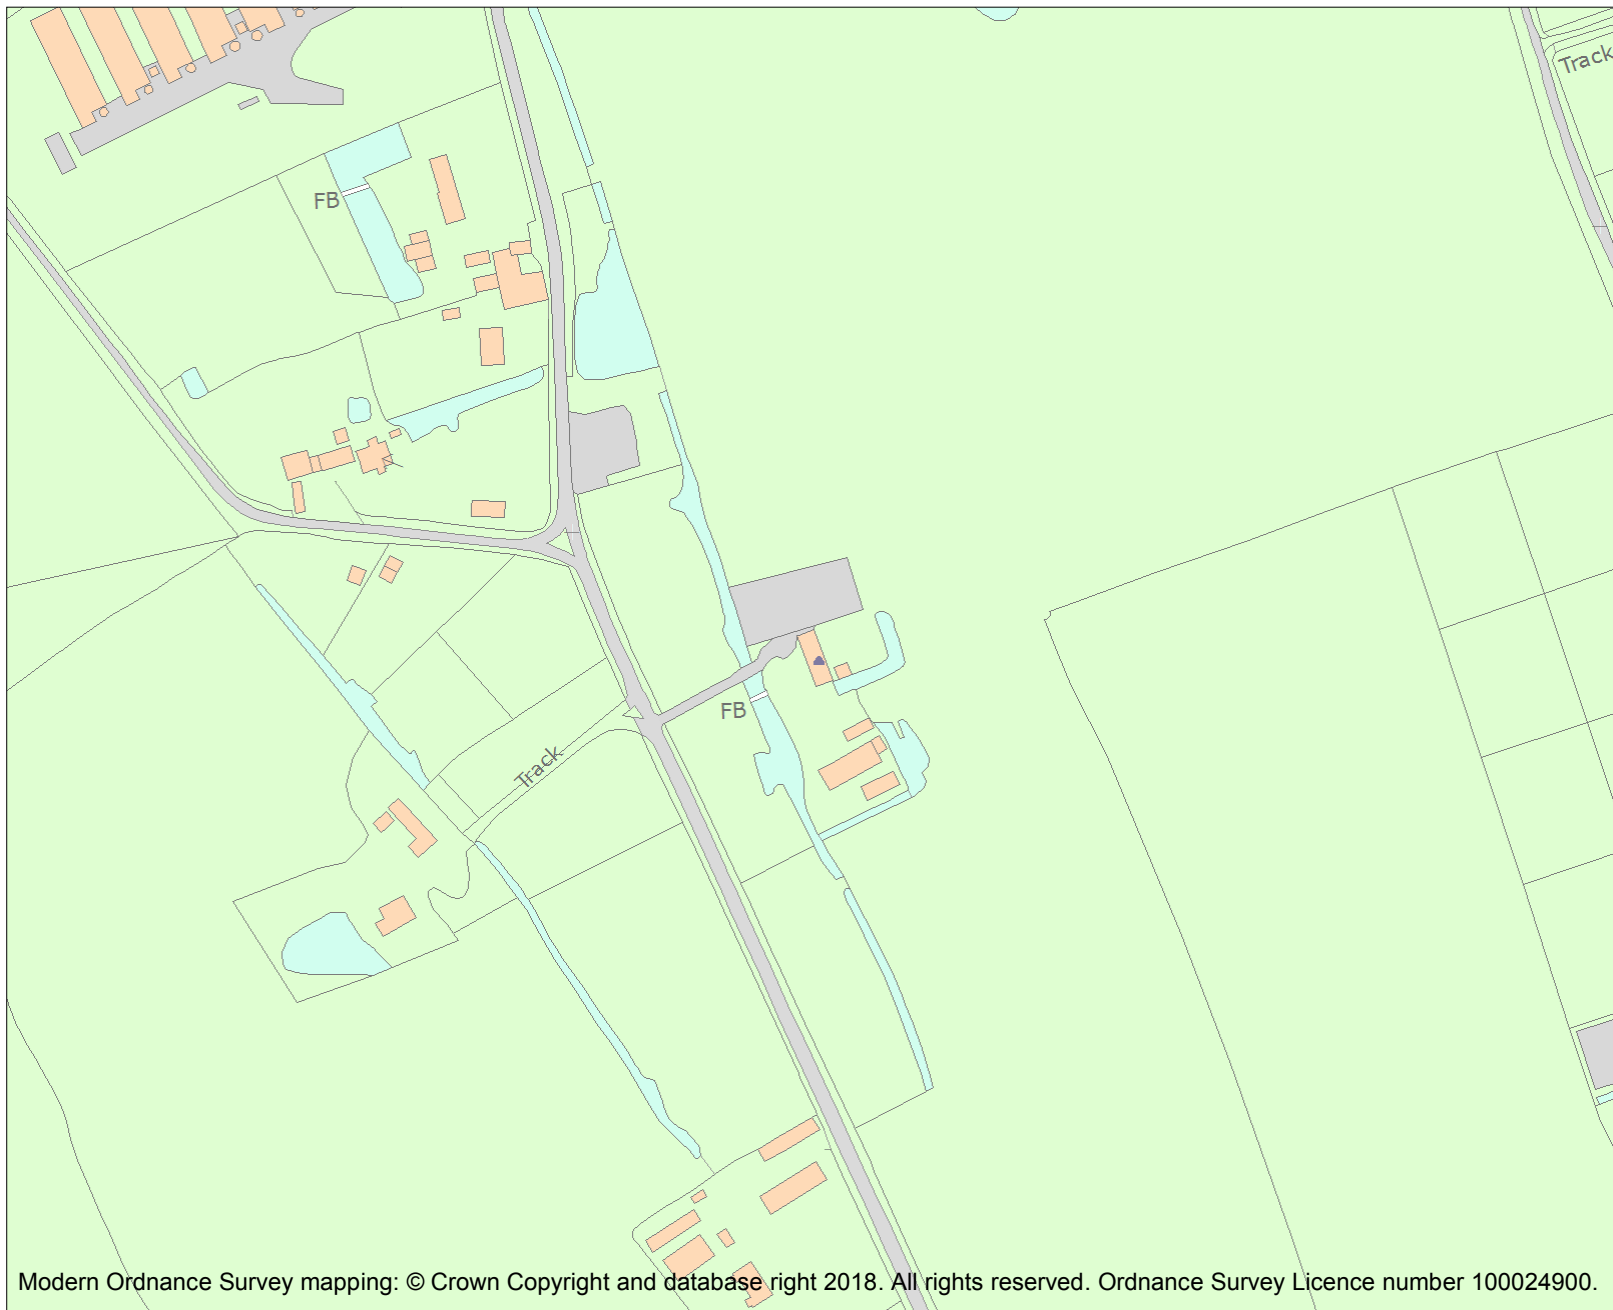 Track
FB
FB
Track
Modern Ordnance Survey mapping: © Crown Copyright and database right 2018. All rights reserved. Ordnance Survey Licence number 100024900.